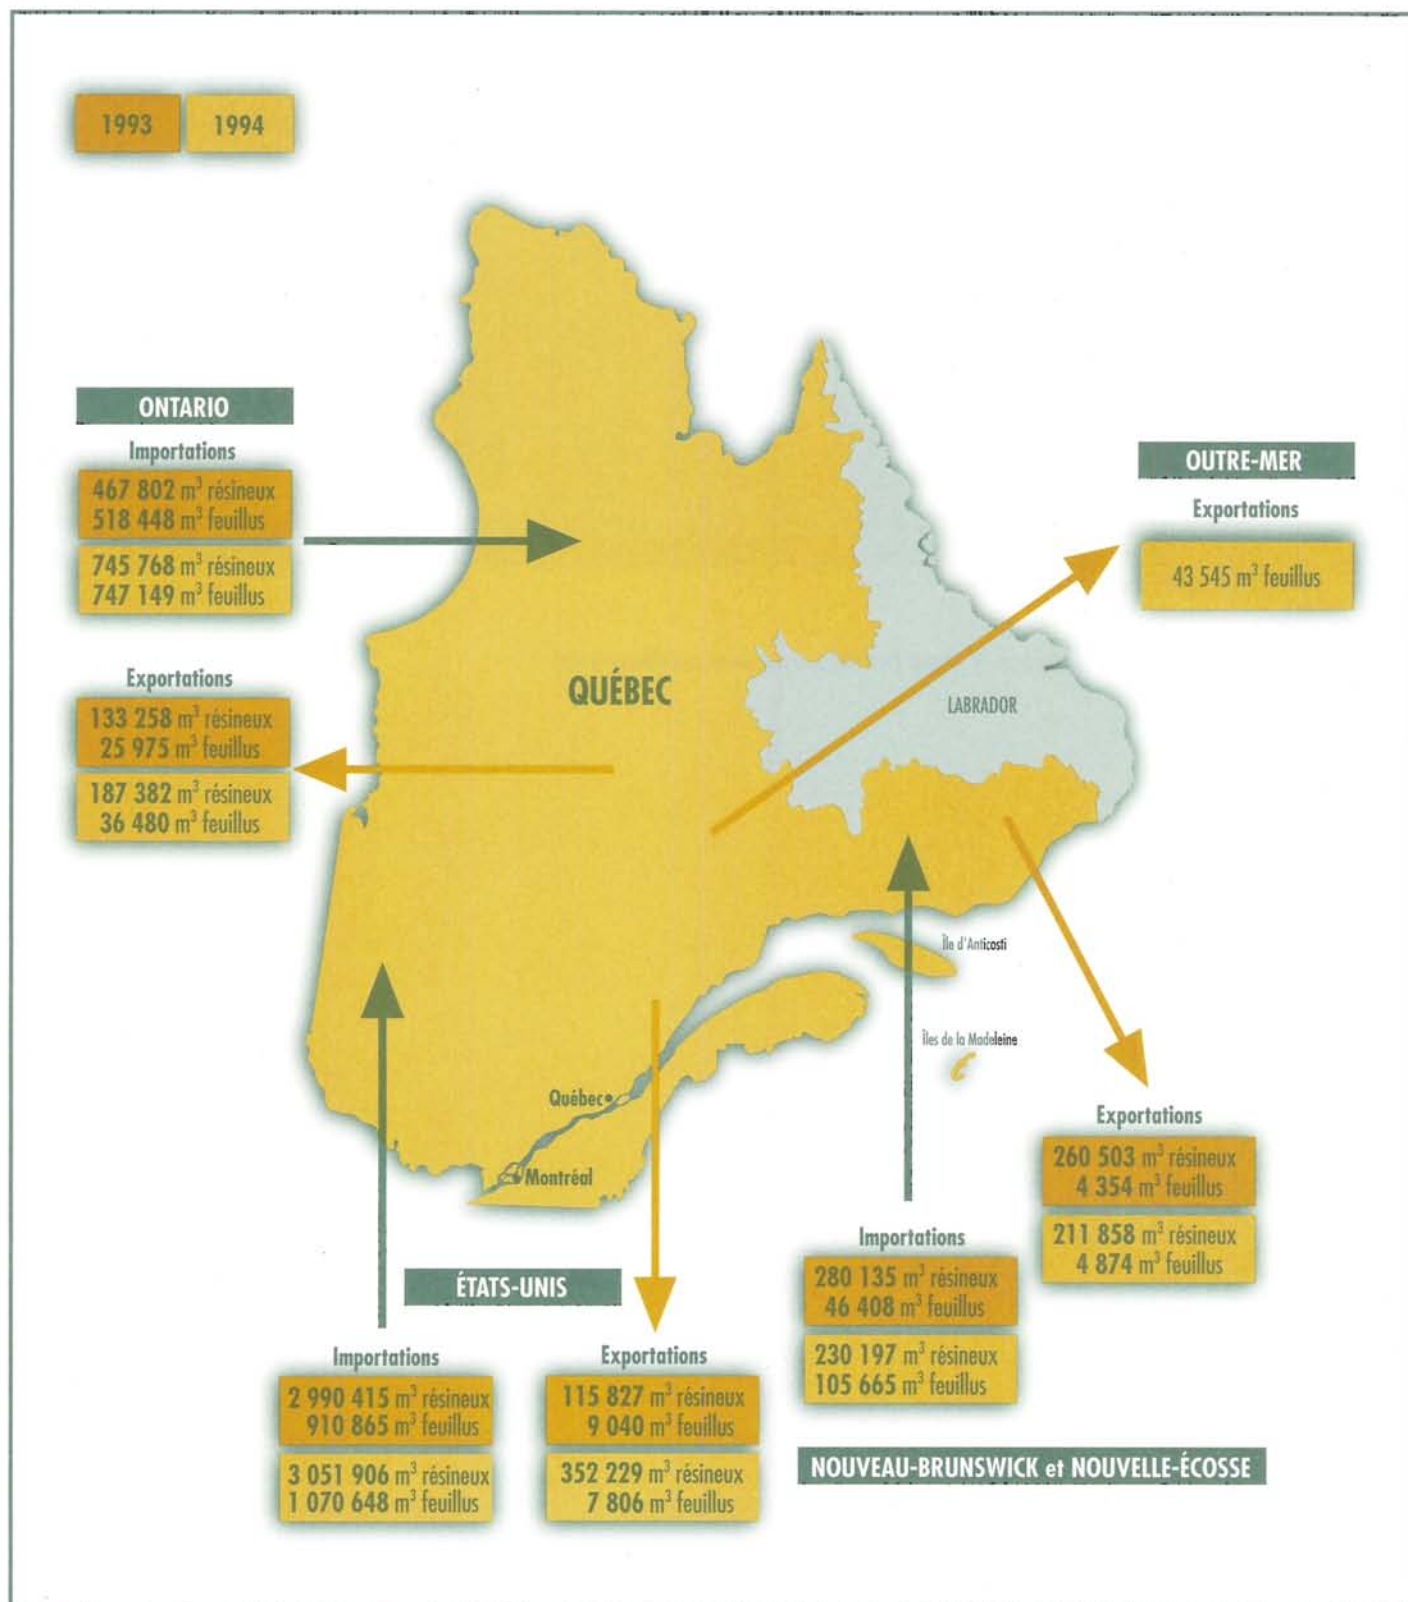 1993 1994
ONTARIO
Importations
467 802 m³ résineux
518 448 m³ feuillus
745 768 m³ résineux
747 149 m³ feuillus
Exportations
133 258 m³ résineux
25 975 m³ feuillus
187 382 m³ résineux
36 480 m³ feuillus
OUTRE-MER
Exportations
43 545 m³ feuillus
QUÉBEC
LABRADOR
Île d'Anticosti
Îles de la Madeleine
Québec
Montréal
ÉTATS-UNIS
Importations
2 990 415 m³ résineux
910 865 m³ feuillus
3 051 906 m³ résineux
1 070 648 m³ feuillus
Exportations
115 827 m³ résineux
9 040 m³ feuillus
352 229 m³ résineux
7 806 m³ feuillus
Importations
280 135 m³ résineux
46 408 m³ feuillus
230 197 m³ résineux
105 665 m³ feuillus
Exportations
260 503 m³ résineux
4 354 m³ feuillus
211 858 m³ résineux
4 874 m³ feuillus
NOUVEAU-BRUNSWICK et NOUVELLE-ÉCOSSE